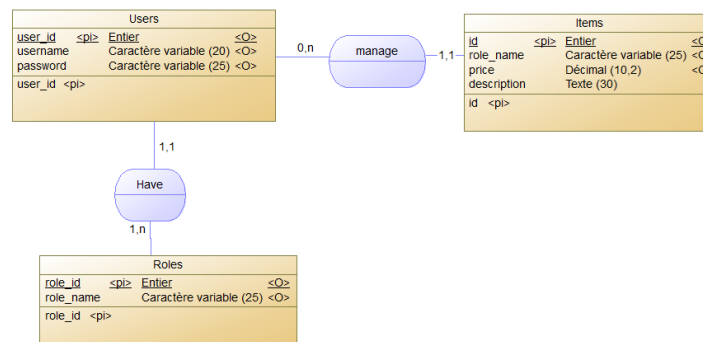 Users
user_id <pi> Entier <O>
username Caractère variable (20) <O>
password Caractère variable (25) <O>
user_id <pi>
0,n
manage
1,1
Items
id <pi> Entier <O>
role_name Caractère variable (25) <O
price Décimal (10,2) <O
description Texte (30)
id <pi>
1,1
Have
1,n
Roles
role_id <pi> Entier <O>
role_name Caractère variable (25) <O>
role_id <pi>